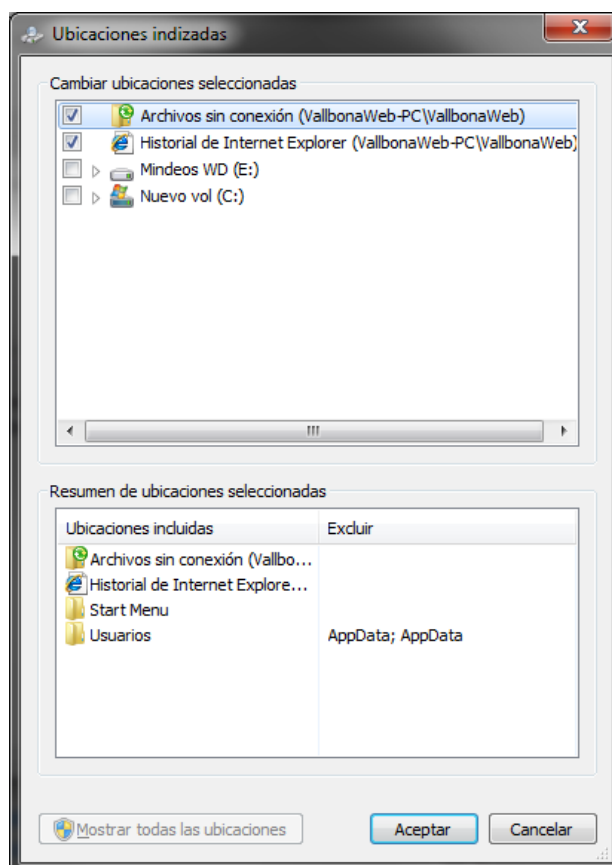 Ubicaciones indizadas
Cambiar ubicaciones seleccionadas
Archivos sin conexión (VallbonaWeb-PC\VallbonaWeb)
Historial de Internet Explorer (VallbonaWeb-PC\VallbonaWeb)
Mindeos WD (E:)
Nuevo vol (C:)
Resumen de ubicaciones seleccionadas
Ubicaciones incluidas Excluir
Archivos sin conexión (Vallbo...
Historial de Internet Explore...
Start Menu
Usuarios AppData; AppData
Mostrar todas las ubicaciones Aceptar Cancelar